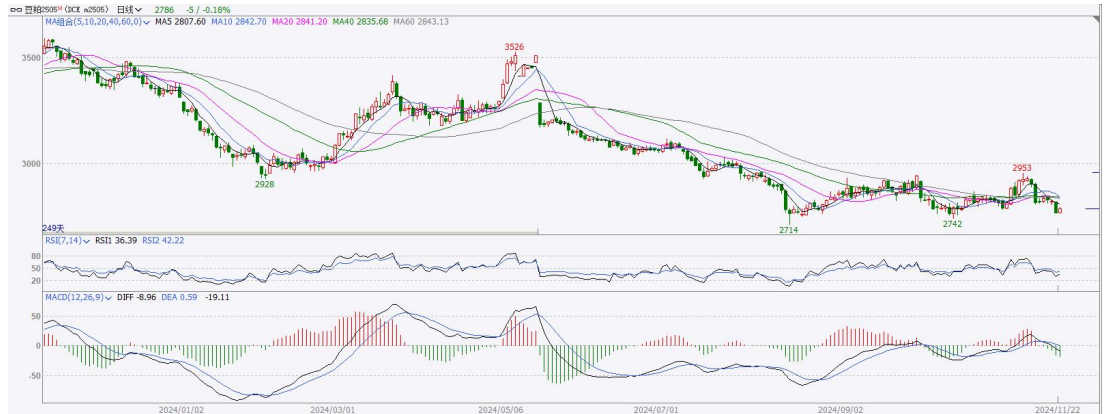 豆粕2505M (DCE m2505) 日线 2786 -5 / -0.18%
MA组合(5,10,20,40,60,0) MA5 2807.60 MA10 2842.70 MA20 2841.20 MA40 2835.68 MA60 2843.13
3526
3500
3000
2953
2928
2742
2714
249天
RSI(7,14) RSI1 36.39 RSI2 42.22
80
50
20
MACD(12,26,9) DIFF -8.96 DEA 0.59 -19.11
50
0
-50
2024/01/02 2024/03/01 2024/05/06 2024/07/01 2024/09/02 2024/11/22